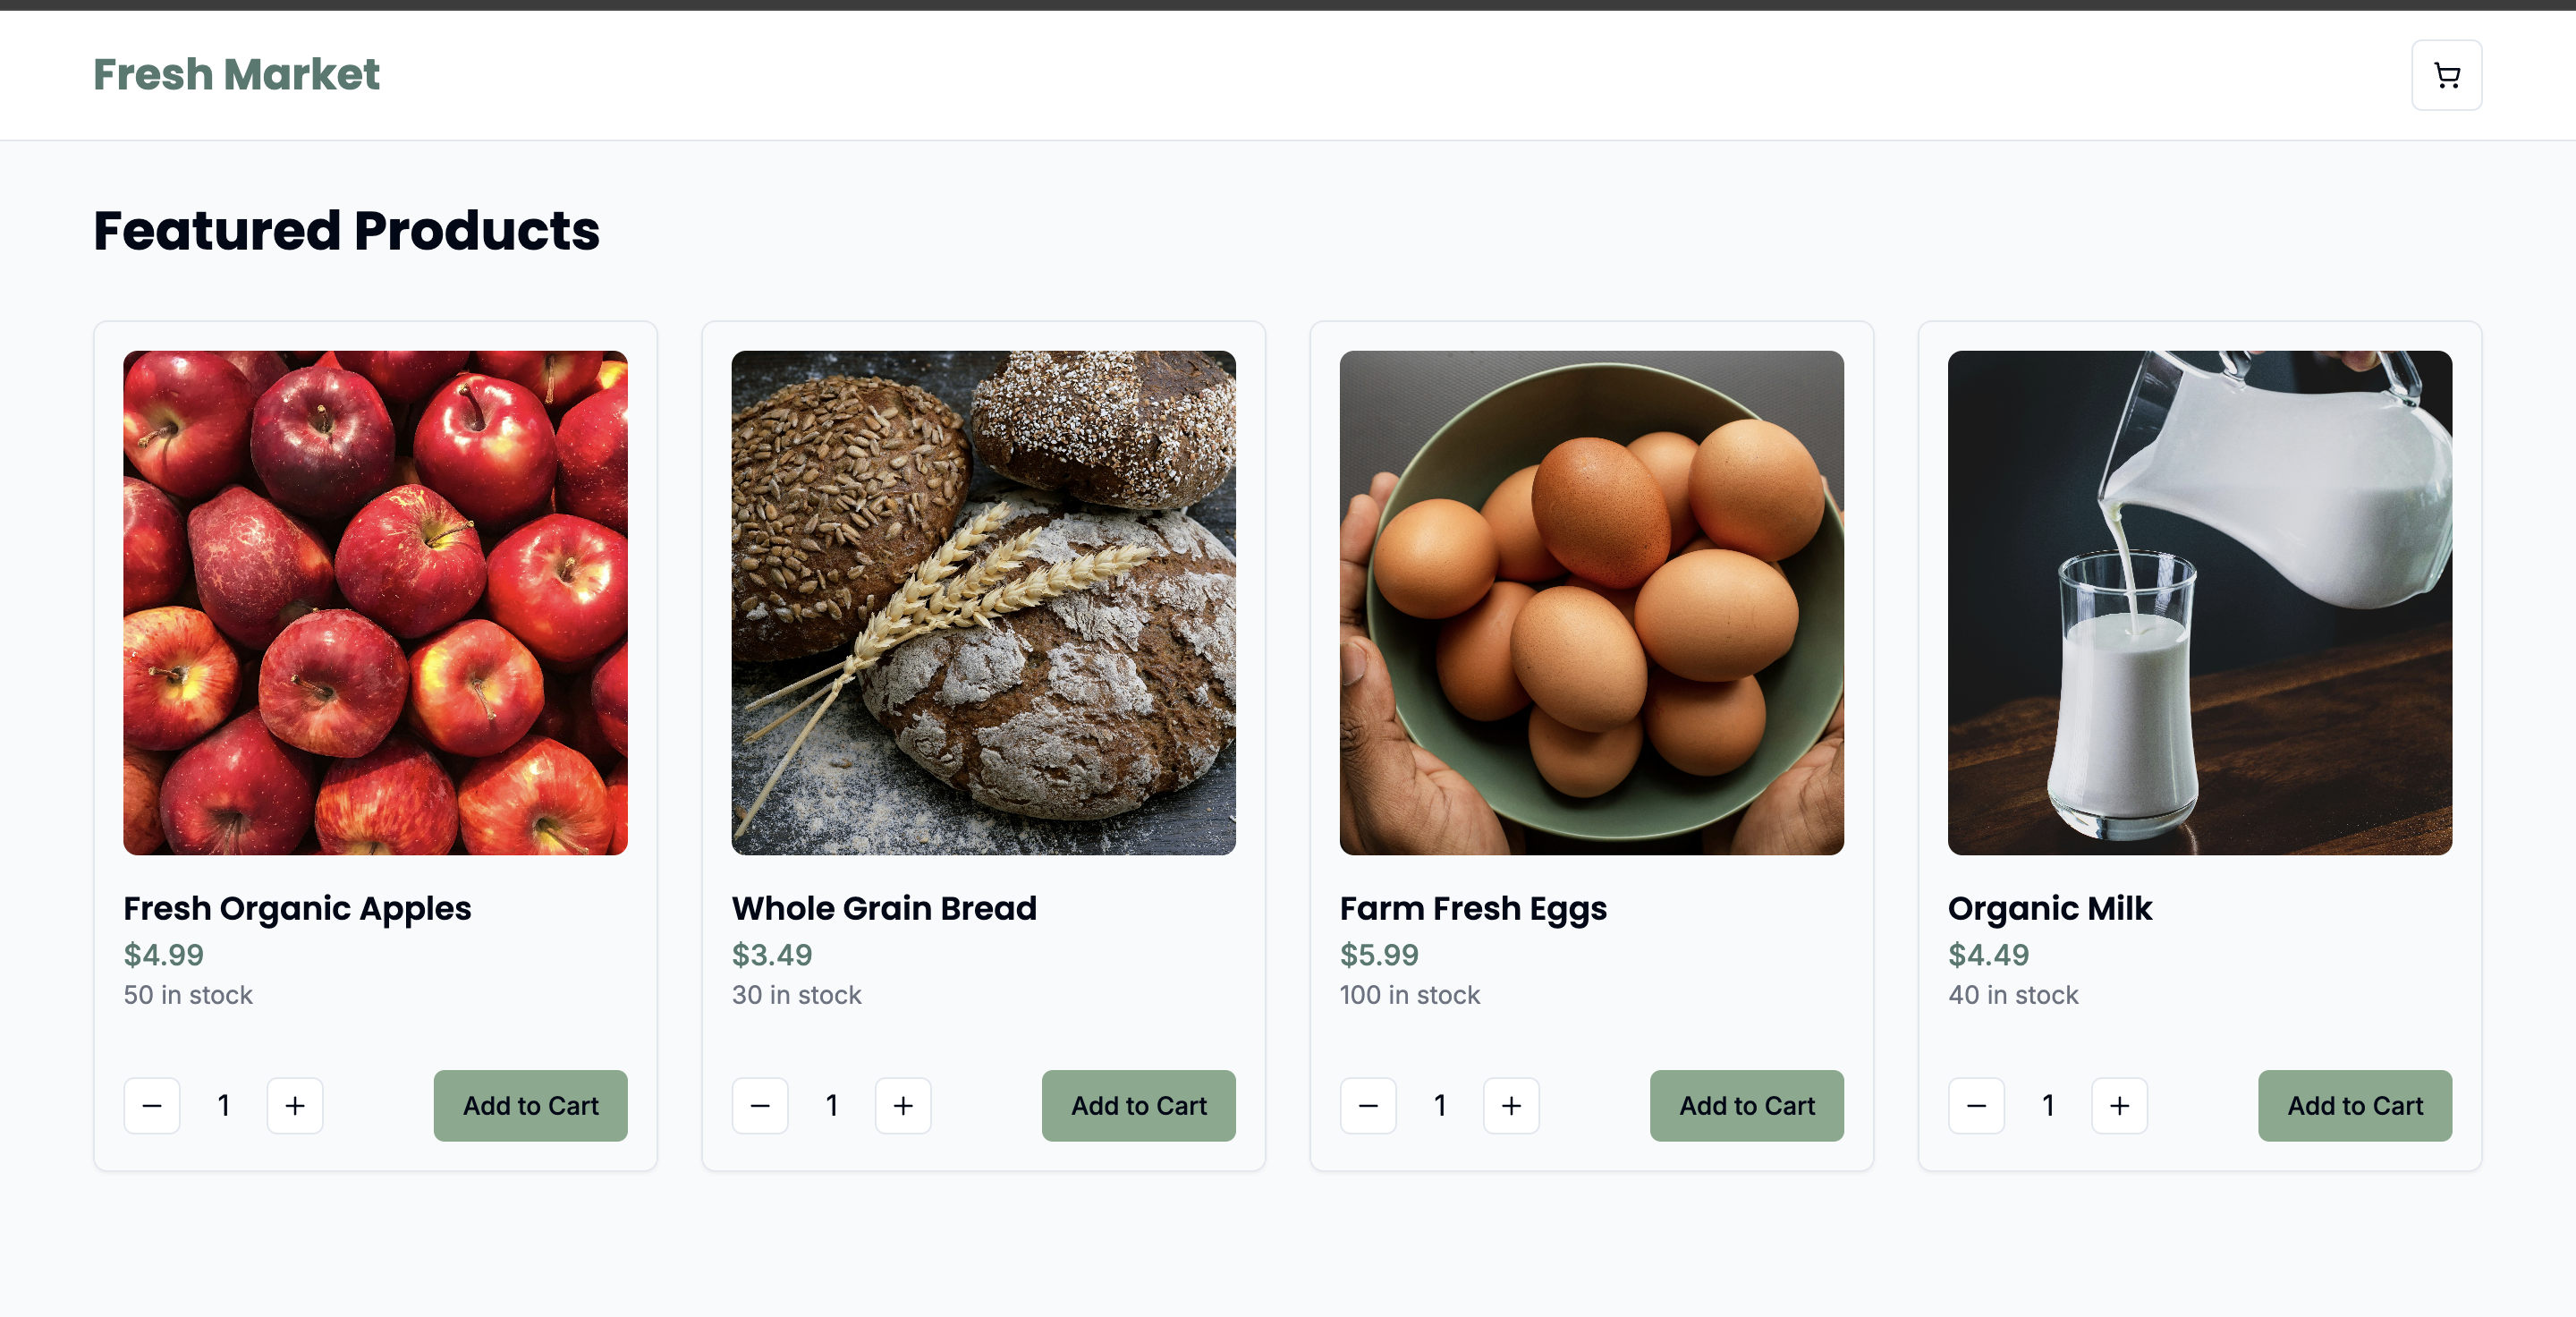 Fresh Market
Featured Products
Fresh Organic Apples
$4.99
50 in stock
1
Add to Cart
Whole Grain Bread
$3.49
30 in stock
1
Add to Cart
Farm Fresh Eggs
$5.99
100 in stock
1
Add to Cart
Organic Milk
$4.49
40 in stock
1
Add to Cart